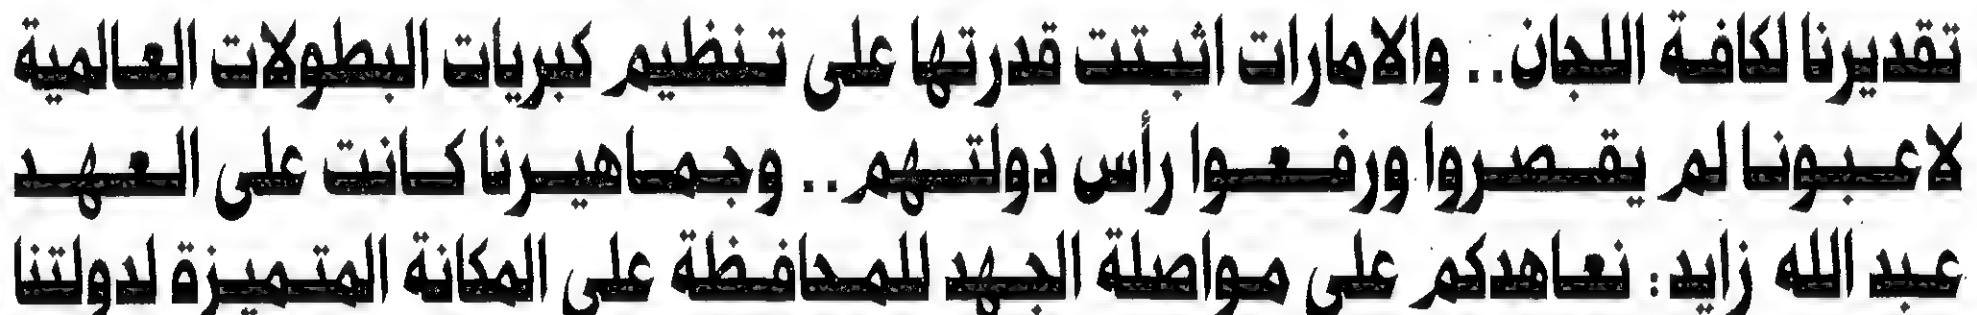 تقديرنا لكافة اللجان.. والامارات اثبتت قدرتها على تنظيم كبريات البطولات العالمية
لاعبونا لم يقصروا ورفعوا رأس دولتهم.. وجماهيرنا كانت على العهد
عبد الله زايد: نعاهدكم على مواصلة الجهد للمحافظة على المكانة المتميزة لدولتنا